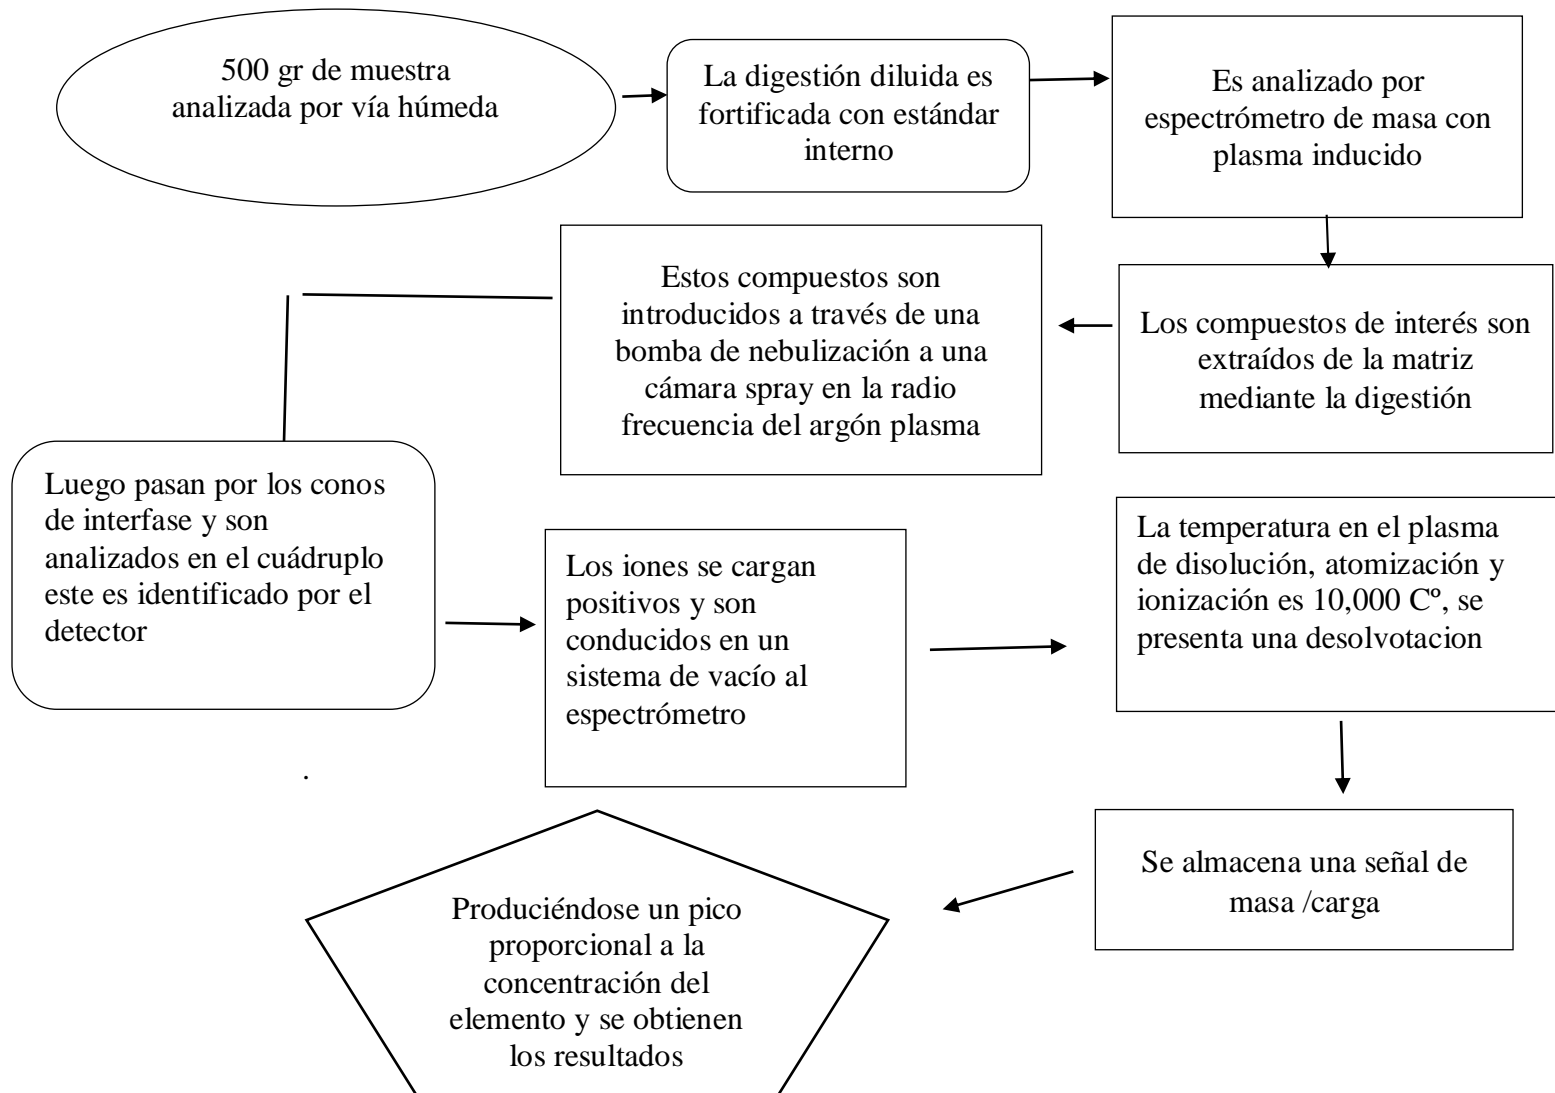 500 gr de muestra
analizada por vía húmeda
La digestión diluida es
fortificada con estándar
interno
Es analizado por
espectrómetro de masa con
plasma inducido
Los compuestos de interés son
extraídos de la matriz
mediante la digestión
Estos compuestos son
introducidos a través de una
bomba de nebulización a una
cámara spray en la radio
frecuencia del argón plasma
Luego pasan por los conos
de interfase y son
analizados en el cuádruplo
este es identificado por el
detector
Los iones se cargan
positivos y son
conducidos en un
sistema de vacío al
espectrómetro
La temperatura en el plasma
de disolución, atomización y
ionización es 10,000 Cº, se
presenta una desolvotacion
.
Se almacena una señal de
masa /carga
Produciéndose un pico
proporcional a la
concentración del
elemento y se obtienen
los resultados